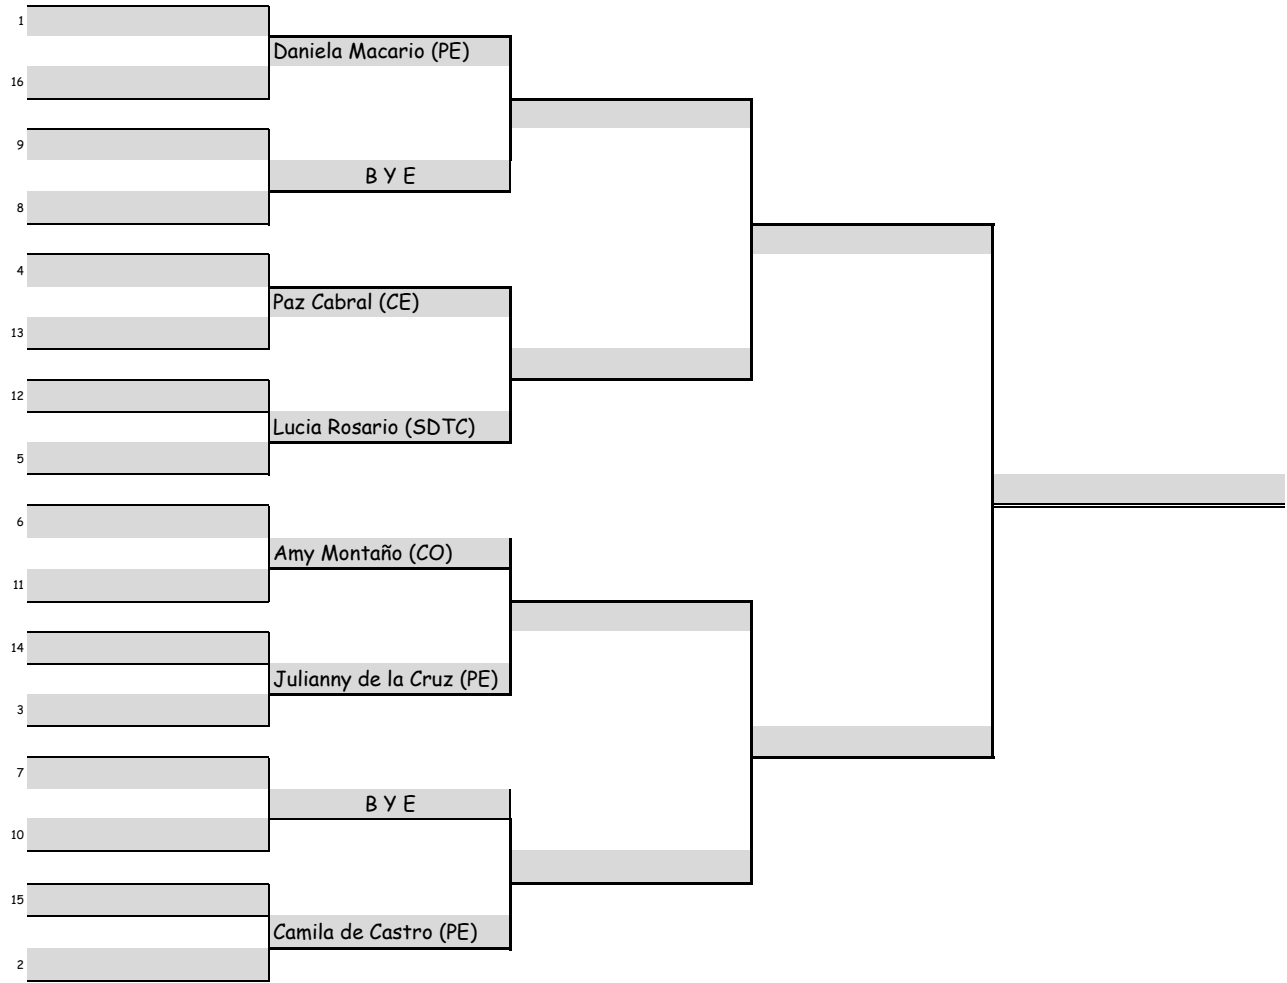 1
Daniela Macario (PE)
16
9
B Y E
8
4
Paz Cabral (CE)
13
12
Lucia Rosario (SDTC)
5
6
Amy Montaño (CO)
11
14
Julianny de la Cruz (PE)
3
7
B Y E
10
15
Camila de Castro (PE)
2